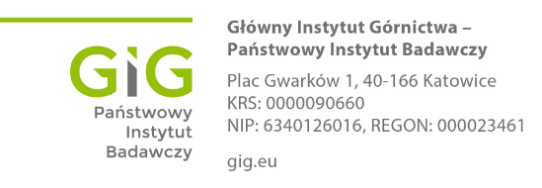 GiG
Państwowy
Instytut
Badawczy
Główny Instytut Górnictwa –
Państwowy Instytut Badawczy
Plac Gwarków 1, 40-166 Katowice
KRS: 0000090660
NIP: 6340126016, REGON: 000023461
gig.eu